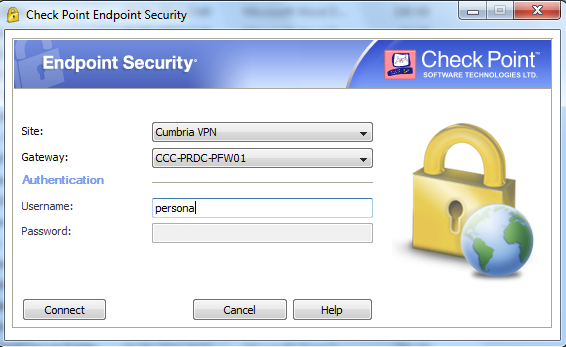 Check Point Endpoint Security
Endpoint Security®
Check Point™
SOFTWARE TECHNOLOGIES LTD.
Site: Cumbria VPN
Gateway: CCC-PRDC-PFW01
Authentication
Username: persona
Password:
Connect Cancel Help